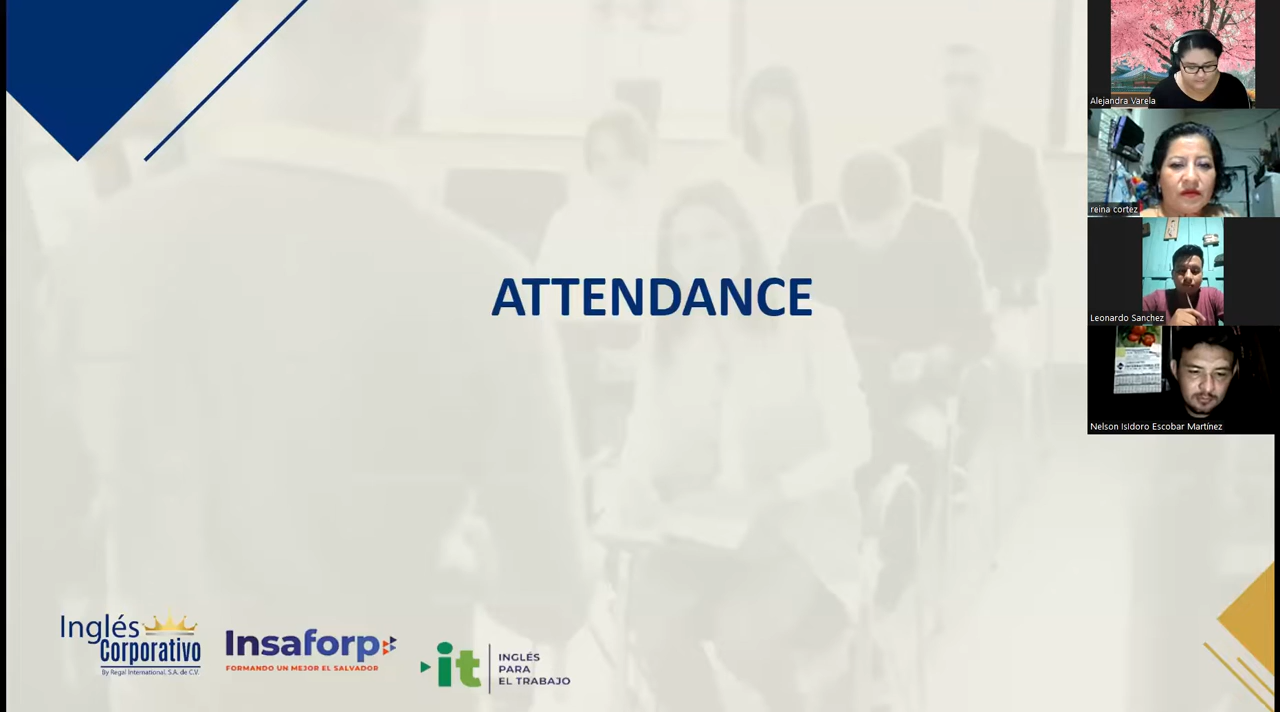 ATTENDANCE
Alejandra Varela
reina cortez
Leonardo Sanchez
Nelson Isidoro Escobar Martínez
Inglés
Corporativo
By Regal International, S.A. de C.V.
Insaforp
FORMANDO UN MEJOR EL SALVADOR
it
INGLÉS
PARA
EL TRABAJO